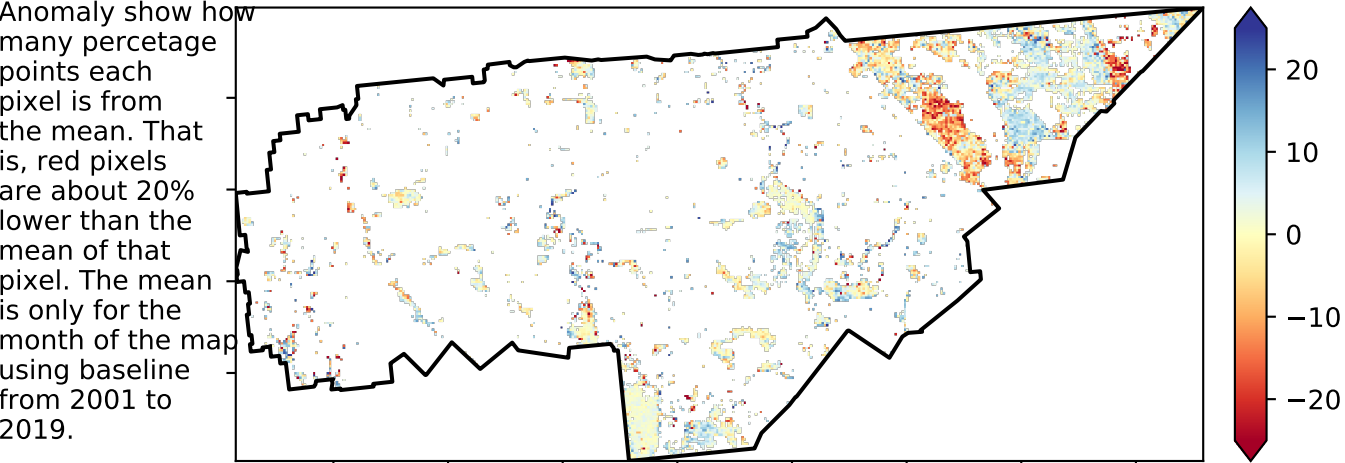 Anomaly show how
many percetage
points each
pixel is from
the mean. That
is, red pixels
are about 20%
lower than the
mean of that
pixel. The mean
is only for the
month of the map
using baseline
from 2001 to
2019.
20
10
0
−10
−20